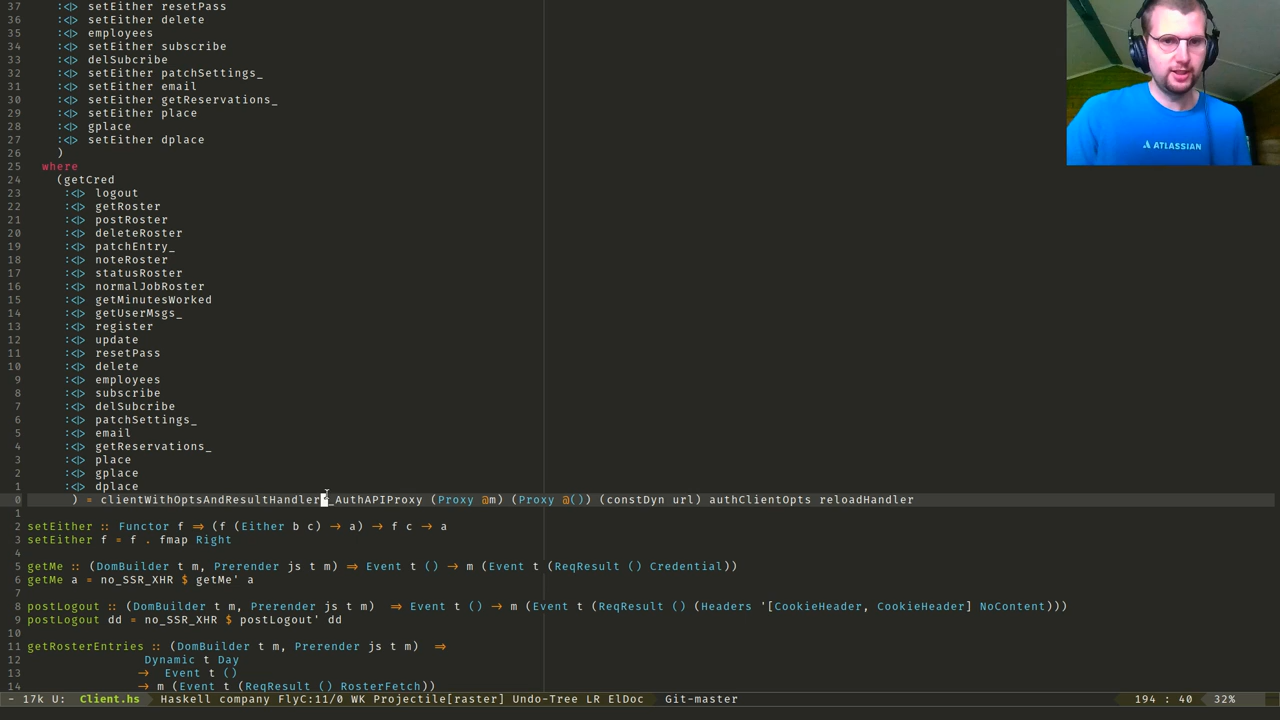 37 :<|> setEither resetPass
36 :<|> setEither delete
35 :<|> employees
34 :<|> setEither subscribe
33 :<|> delSubcribe
32 :<|> setEither patchSettings_
31 :<|> setEither email
30 :<|> setEither getReservations_
29 :<|> setEither place
28 :<|> gplace
27 :<|> setEither dplace
26 )
25 where
24 (getCred
23 :<|> logout
22 :<|> getRoster
21 :<|> postRoster
20 :<|> deleteRoster
19 :<|> patchEntry_
18 :<|> noteRoster
17 :<|> statusRoster
16 :<|> normalJobRoster
15 :<|> getMinutesWorked
14 :<|> getUserMsgs_
13 :<|> register
12 :<|> update
11 :<|> resetPass
10 :<|> delete
9 :<|> employees
8 :<|> subscribe
7 :<|> delSubcribe
6 :<|> patchSettings_
5 :<|> email
4 :<|> getReservations_
3 :<|> place
2 :<|> gplace
1 :<|> dplace
0 ) = clientWithOptsAndResultHandler _AuthAPIProxy (Proxy @m) (Proxy @()) (constDyn url) authClientOpts reloadHandler
1
2 setEither :: Functor f ⇒ (f (Either b c) → a) → f c → a
3 setEither f = f . fmap Right
4
5 getMe :: (DomBuilder t m, Prerender js t m) ⇒ Event t () → m (Event t (ReqResult () Credential))
6 getMe a = no_SSR_XHR $ getMe' a
7
8 postLogout :: (DomBuilder t m, Prerender js t m) ⇒ Event t () → m (Event t (ReqResult () (Headers '[CookieHeader, CookieHeader] NoContent)))
9 postLogout dd = no_SSR_XHR $ postLogout' dd
10
11 getRosterEntries :: (DomBuilder t m, Prerender js t m) ⇒
12 Dynamic t Day
13 → Event t ()
14 → m (Event t (ReqResult () RosterFetch))
- 17k U: Client.hs Haskell company FlyC:11/0 WK Projectile[raster] Undo-Tree LR ElDoc Git-master 194 : 40 32%
ATLASSIAN